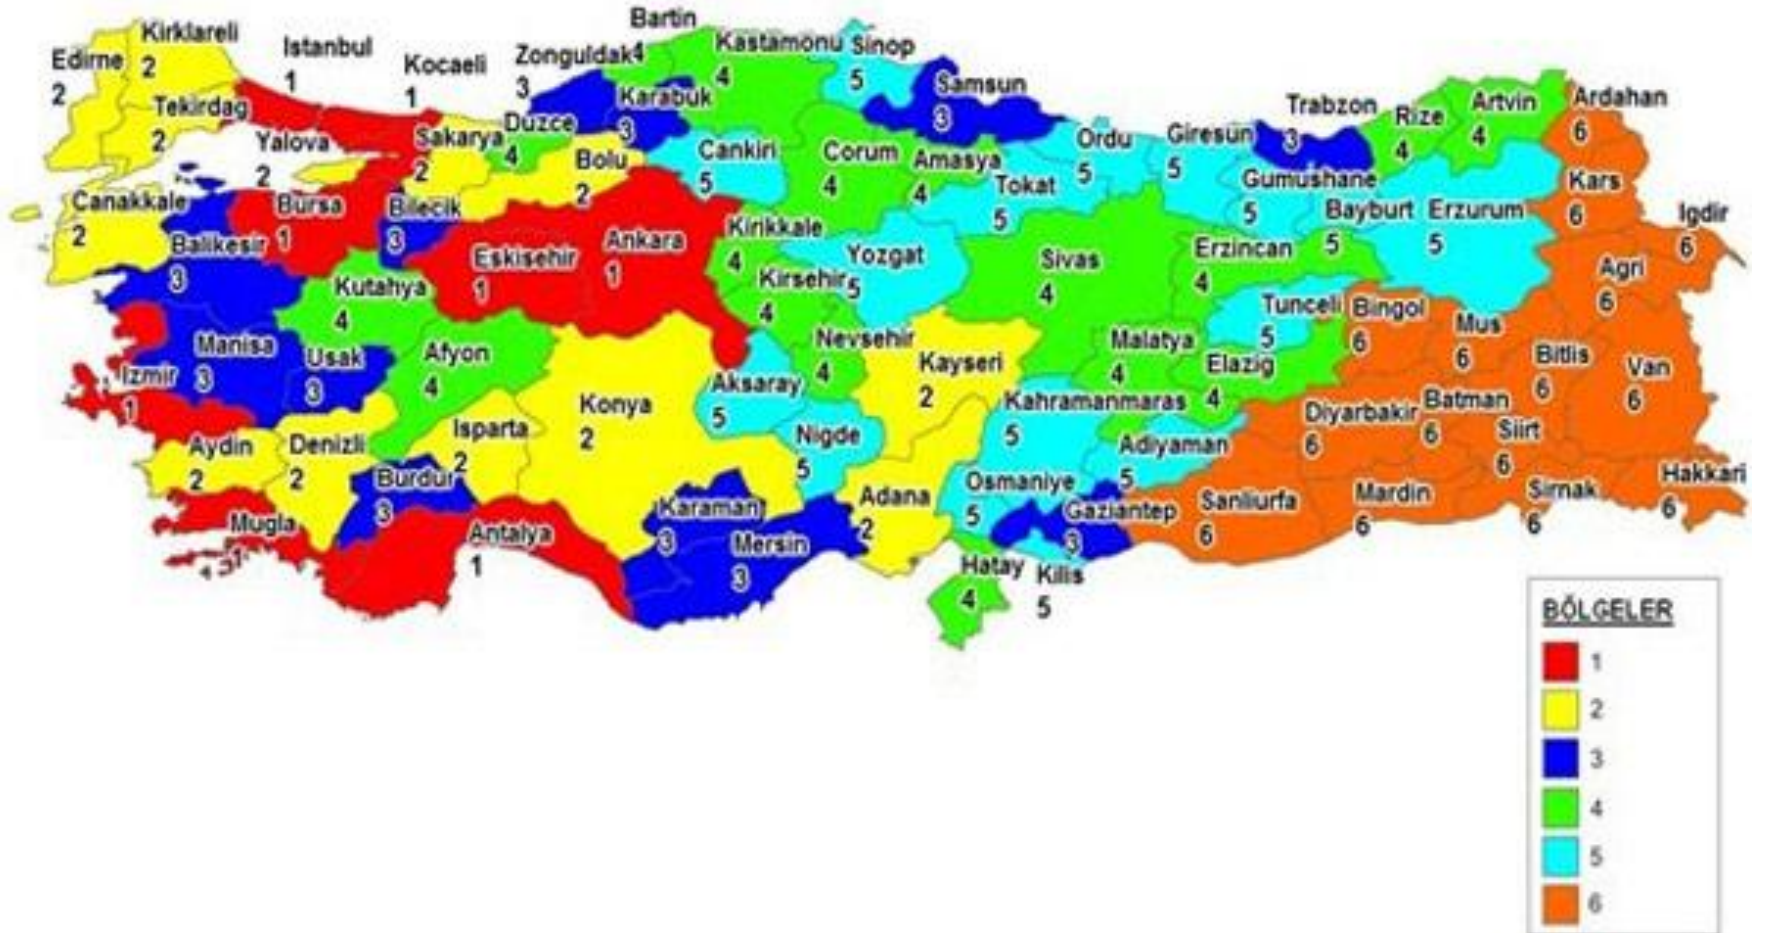 Edirne
2
Kirklareli
2
Istanbul
1
Kocaeli
1
Zonguldak
3
Bartin
4
Kastamonu
4
Sinop
5
Samsun
3
Trabzon
3
Rize
4
Artvin
4
Ardahan
6
Tekirdag
2
Yalova
2
Sakarya
2
Duzce
4
Karabuk
3
Bolu
2
Cankiri
5
Corum
4
Amasya
4
Tokat
5
Ordu
5
Giresun
5
Gumushane
5
Bayburt
5
Erzurum
5
Kars
6
Igdir
6
Canakkale
2
Balikesir
3
Bursa
1
Bilecik
3
Eskisehir
1
Ankara
1
Kirikkale
4
Kirsehir
4
Yozgat
5
Sivas
4
Erzincan
4
Tunceli
5
Bingol
6
Mus
6
Agri
6
Kutahya
4
Manisa
3
Usak
3
Afyon
4
Izmir
1
Nevsehir
4
Kayseri
2
Malatya
4
Elazig
4
Bitlis
6
Van
6
Aksaray
5
Konya
2
Nigde
5
Kahramanmaras
5
Adiyaman
5
Diyarbakir
6
Batman
6
Siirt
6
Aydin
2
Denizli
2
Isparta
2
Burdur
3
Mugla
1
Antalya
1
Karaman
3
Mersin
3
Adana
2
Osmaniye
5
Gaziantep
3
Sanliurfa
6
Mardin
6
Sirnak
6
Hakkari
6
Hatay
4
Kilis
5
BÖLGELER
1
2
3
4
5
6